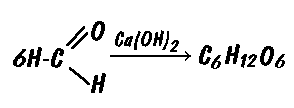 6H-C O H Ca(OH)₂ → C₆H₁₂O₆